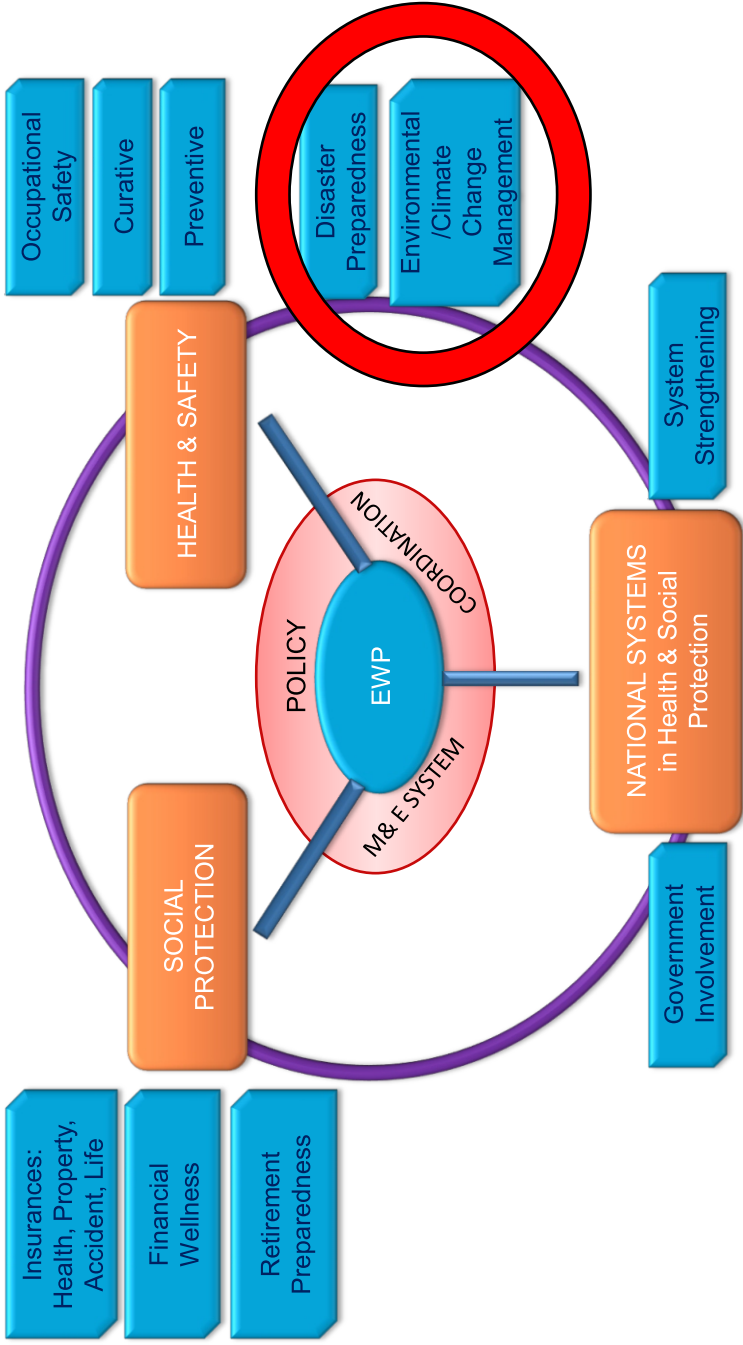 Insurances:
Health, Property,
Accident, Life
Financial
Wellness
Retirement
Preparedness
SOCIAL
PROTECTION
HEALTH & SAFETY
Occupational
Safety
Curative
Preventive
Disaster
Preparedness
Environmental
/Climate
Change
Management
POLICY
EWP
M& E SYSTEM
COORDINATION
Government
Involvement
NATIONAL SYSTEMS
in Health & Social
Protection
System
Strengthening